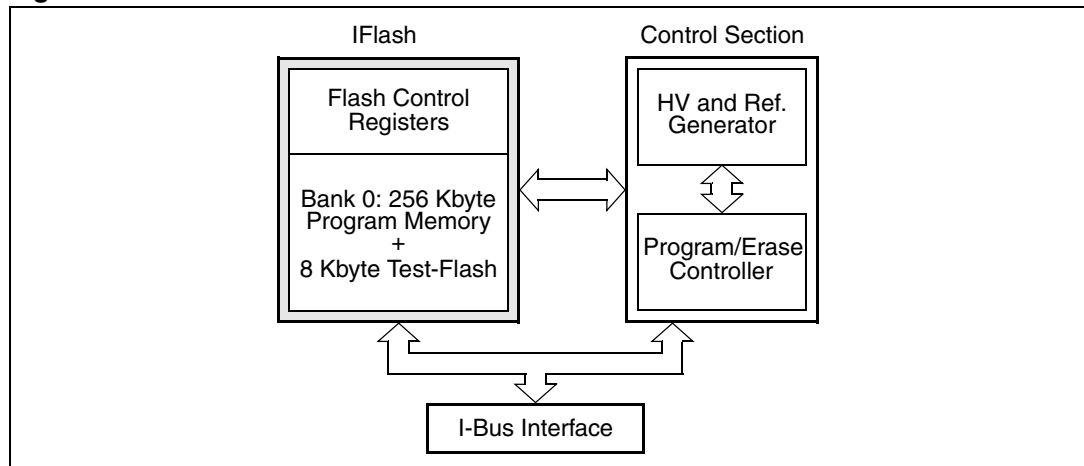 IFlash
Control Section
Flash Control
Registers
Bank 0: 256 Kbyte
Program Memory
+
8 Kbyte Test-Flash
HV and Ref.
Generator
Program/Erase
Controller
I-Bus Interface